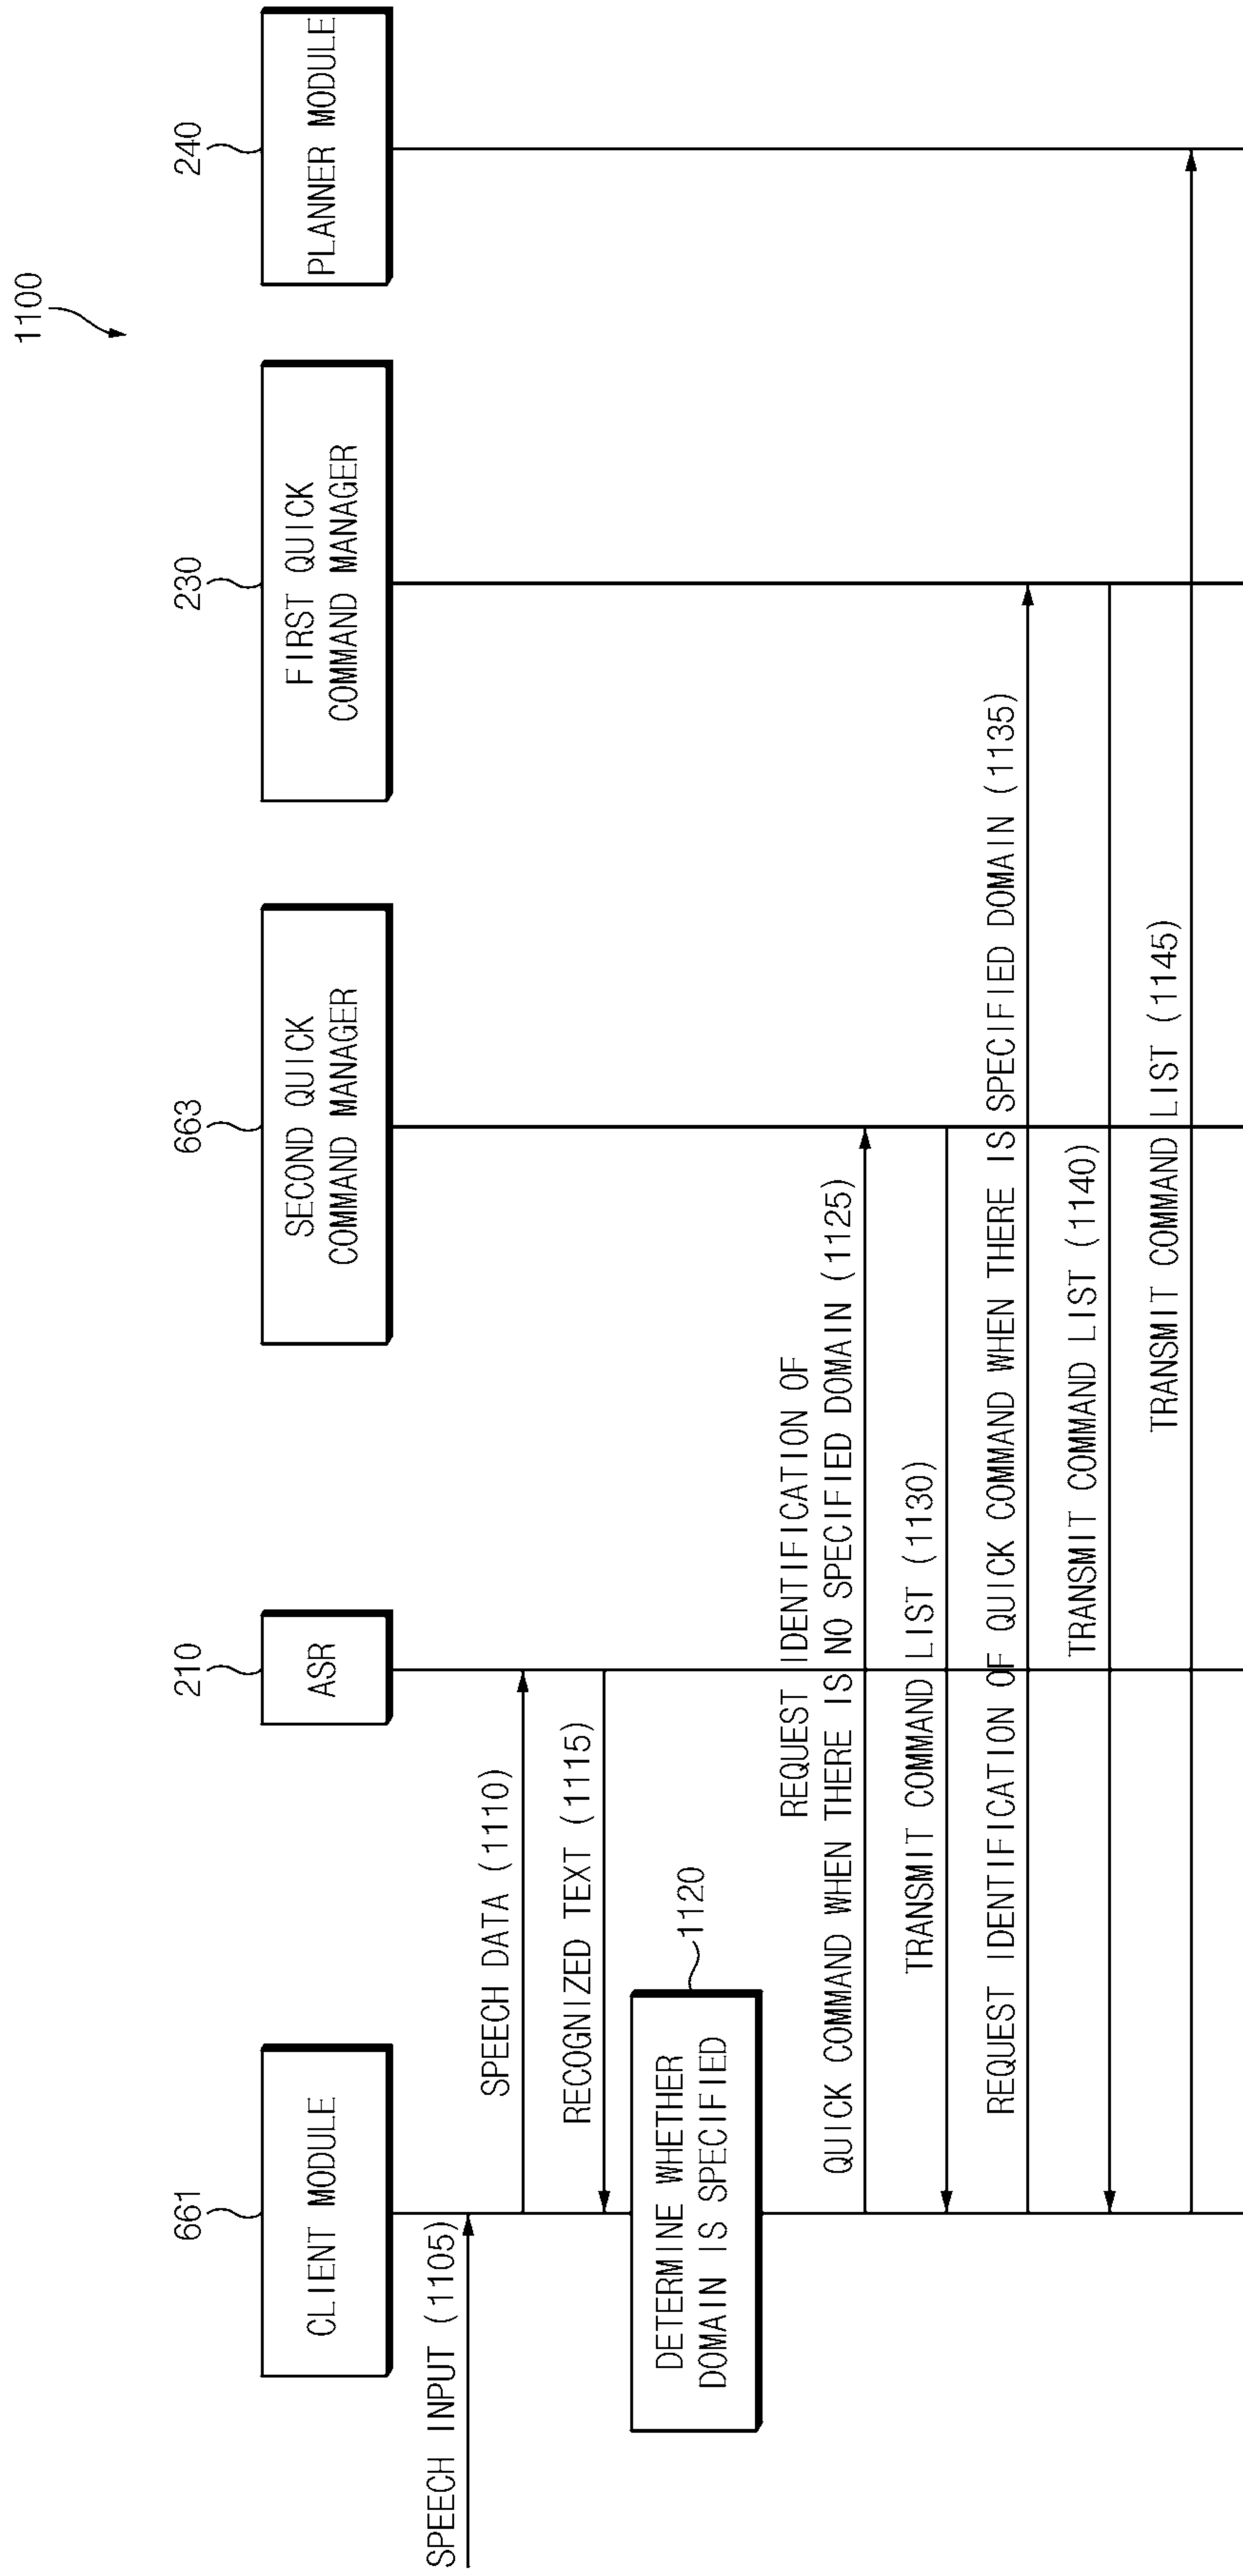 1100
661
210
663
230
240
CLIENT MODULE
ASR
SECOND QUICK
COMMAND MANAGER
FIRST QUICK
COMMAND MANAGER
PLANNER MODULE
SPEECH INPUT (1105)
SPEECH DATA (1110)
RECOGNIZED TEXT (1115)
DETERMINE WHETHER
DOMAIN IS SPECIFIED
1120
REQUEST IDENTIFICATION OF
QUICK COMMAND WHEN THERE IS NO SPECIFIED DOMAIN (1125)
TRANSMIT COMMAND LIST (1130)
REQUEST IDENTIFICATION OF QUICK COMMAND WHEN THERE IS SPECIFIED DOMAIN (1135)
TRANSMIT COMMAND LIST (1140)
TRANSMIT COMMAND LIST (1145)